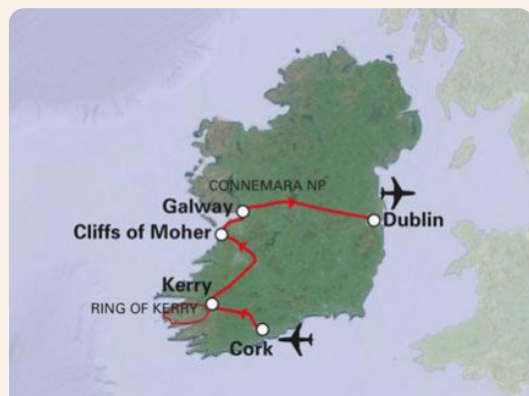 CONNEMARA NP
Galway
Dublin
Cliffs of Moher
Kerry
RING OF KERRY
Cork